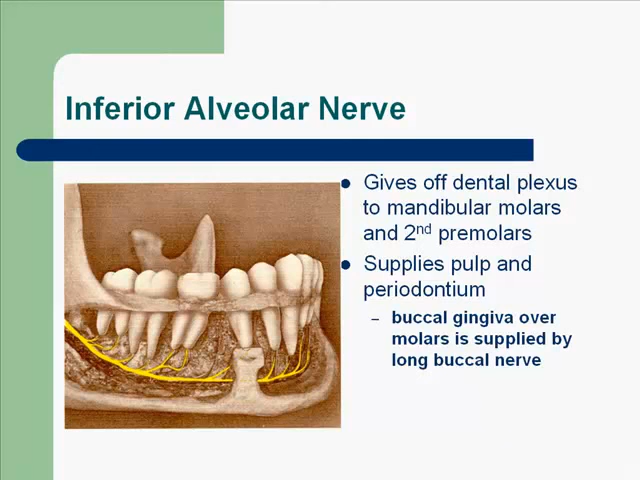 Inferior Alveolar Nerve
● Gives off dental plexus
to mandibular molars
and 2nd premolars
● Supplies pulp and
periodontium
– buccal gingiva over
molars is supplied by
long buccal nerve